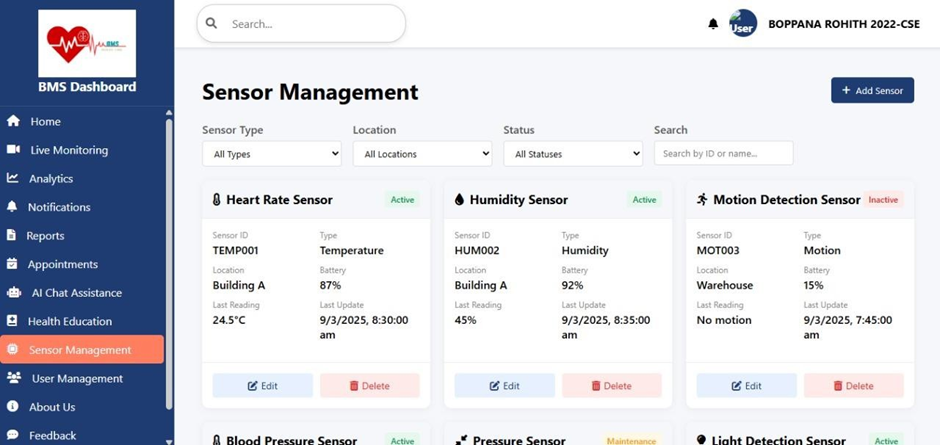 BMS
BMS Dashboard
Home
Live Monitoring
Analytics
Notifications
Reports
Appointments
AI Chat Assistance
Health Education
Sensor Management
User Management
About Us
Feedback
Search...
User
BOPPANA ROHITH 2022-CSE
Sensor Management
+ Add Sensor
Sensor Type Location Status Search
All Types All Locations All Statuses Search by ID or name...
Heart Rate Sensor Active
Sensor ID Type
TEMP001 Temperature
Location Battery
Building A 87%
Last Reading Last Update
24.5°C 9/3/2025, 8:30:00
am
Edit Delete
Humidity Sensor Active
Sensor ID Type
HUM002 Humidity
Location Battery
Building A 92%
Last Reading Last Update
45% 9/3/2025, 8:35:00
am
Edit Delete
Motion Detection Sensor Inactive
Sensor ID Type
MOT003 Motion
Location Battery
Warehouse 15%
Last Reading Last Update
No motion 9/3/2025, 7:45:00
am
Edit Delete
Blood Pressure Sensor Active
Pressure Sensor Maintenance
Light Detection Sensor Active